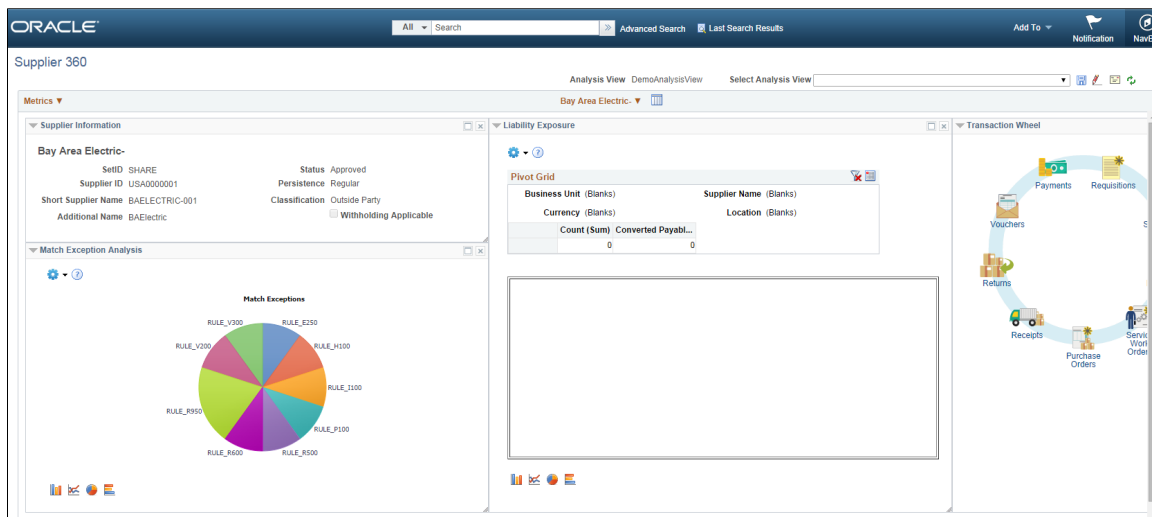 ORACLE
All Search Advanced Search Last Search Results Add To
Notification
Supplier 360
Analysis View DemoAnalysisView Select Analysis View
Metrics Bay Area Electric-
Supplier Information
Bay Area Electric-
SetID SHARE Status Approved
Supplier ID USA0000001 Persistence Regular
Short Supplier Name BAELECTRIC-001 Classification Outside Party
Additional Name BAElectric Withholding Applicable
Match Exception Analysis
Match Exceptions
RULE_V300 RULE_E250
RULE_V200 RULE_H100
RULE_I100
RULE_R950
RULE_P100
RULE_R600 RULE_R500
Liability Exposure
Pivot Grid
Business Unit (Blanks) Supplier Name (Blanks)
Currency (Blanks) Location (Blanks)
Count (Sum) Converted Payabl...
0 0
Transaction Wheel
Payments Requisitions
Vouchers
Returns
Receipts
Purchase
Orders